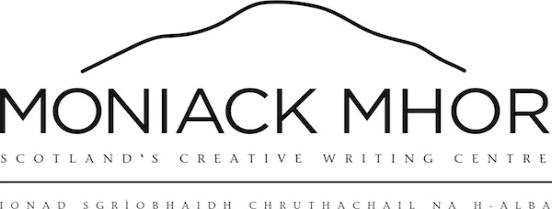 MONIACK MHOR
SCOTLAND'S CREATIVE WRITING CENTRE
IONAD SGRÌOBHAIDH CHRUTHACHAIL NA H-ALBA